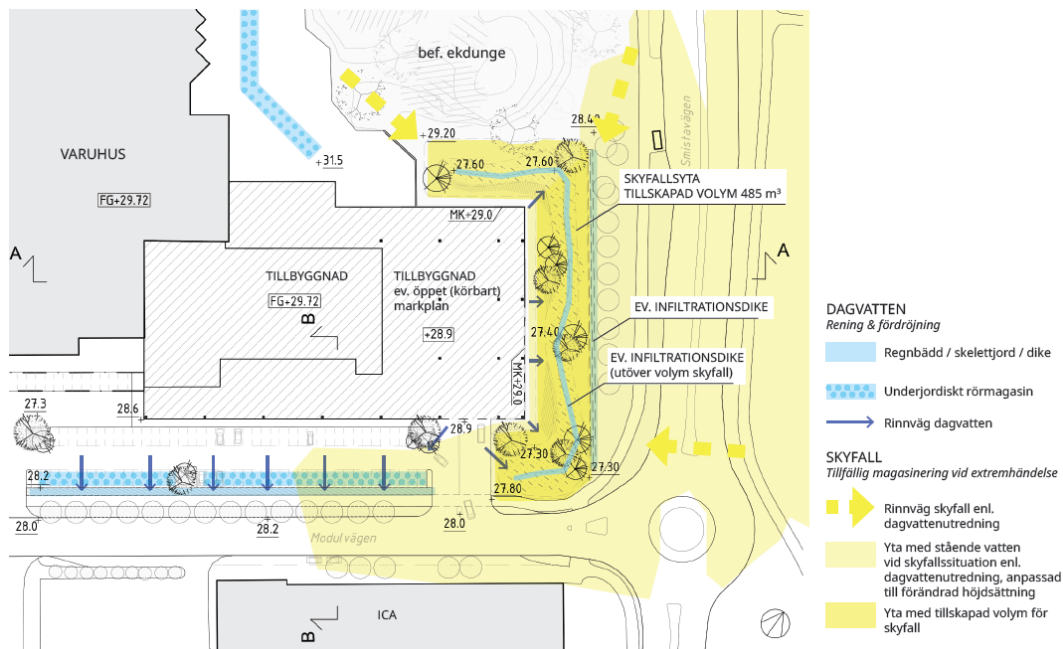 bef. ekdunge
28.40
Smistavägen
29.20
VARUHUS
31.5
27.60
27.60
SKYFALLSYTA
TILLSKAPAD VOLYM 485 m³
FG+29.72
MK+29.0
A
A
TILLBYGGNAD
TILLBYGGNAD
ev. öppet (körbart)
markplan
FG+29.72
B
+28.9
27.40
EV. INFILTRATIONSDIKE
EV. INFILTRATIONSDIKE
(utöver volym skyfall)
MK+29.0
27.3
28.6
28.9
27.30
27.30
28.2
27.80
28.0
28.2
28.0
Modulvägen
ICA
B
DAGVATTEN
Rening & fördröjning
Regnbädd / skelettjord / dike
Underjordiskt rörmagasin
Rinnväg dagvatten
SKYFALL
Tillfällig magasinering vid extremhändelse
Rinnväg skyfall enl.
dagvattenutredning
Yta med stående vatten
vid skyfallssituation enl.
dagvattenutredning, anpassad
till förändrad höjdsättning
Yta med tillskapad volym för
skyfall